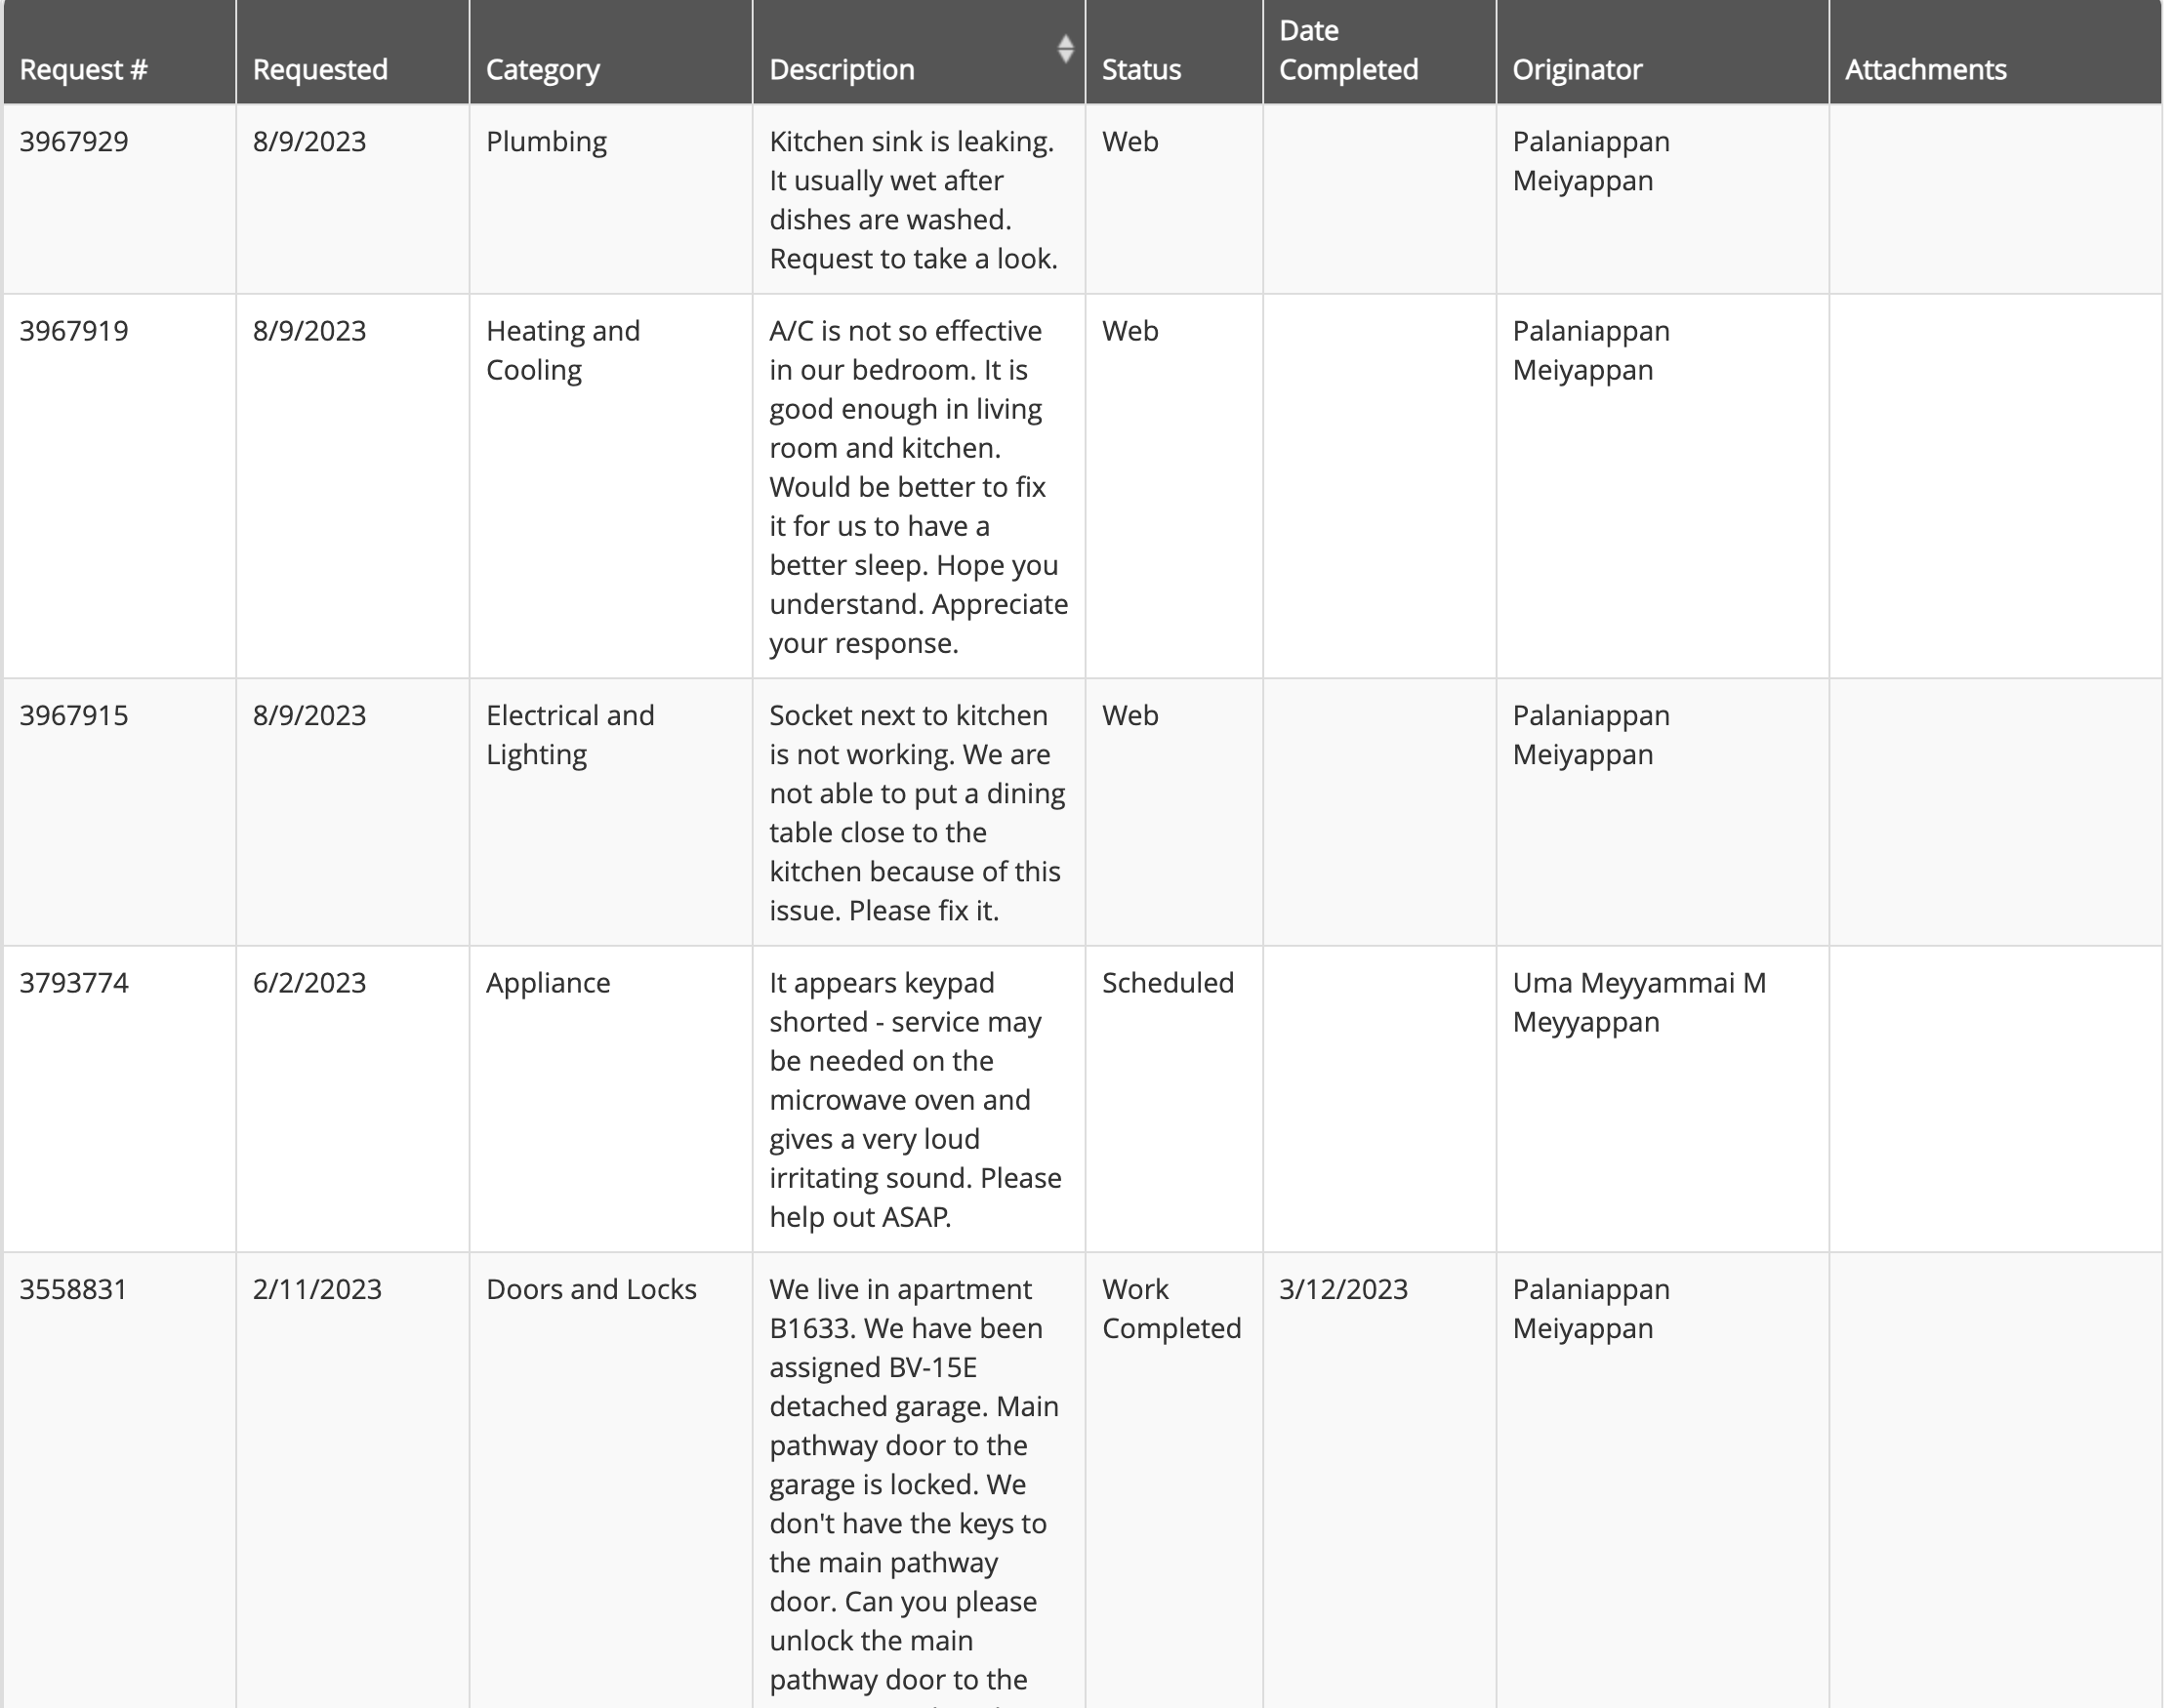 Request #
Requested
Category
Description
Status
Date
Completed
Originator
Attachments
3967929
8/9/2023
Plumbing
Kitchen sink is leaking.
It usually wet after
dishes are washed.
Request to take a look.
Web
Palaniappan
Meiyappan
3967919
8/9/2023
Heating and
Cooling
A/C is not so effective
in our bedroom. It is
good enough in living
room and kitchen.
Would be better to fix
it for us to have a
better sleep. Hope you
understand. Appreciate
your response.
Web
Palaniappan
Meiyappan
3967915
8/9/2023
Electrical and
Lighting
Socket next to kitchen
is not working. We are
not able to put a dining
table close to the
kitchen because of this
issue. Please fix it.
Web
Palaniappan
Meiyappan
3793774
6/2/2023
Appliance
It appears keypad
shorted - service may
be needed on the
microwave oven and
gives a very loud
irritating sound. Please
help out ASAP.
Scheduled
Uma Meyyammai M
Meyyappan
3558831
2/11/2023
Doors and Locks
We live in apartment
B1633. We have been
assigned BV-15E
detached garage. Main
pathway door to the
garage is locked. We
don't have the keys to
the main pathway
door. Can you please
unlock the main
pathway door to the
Work
Completed
3/12/2023
Palaniappan
Meiyappan